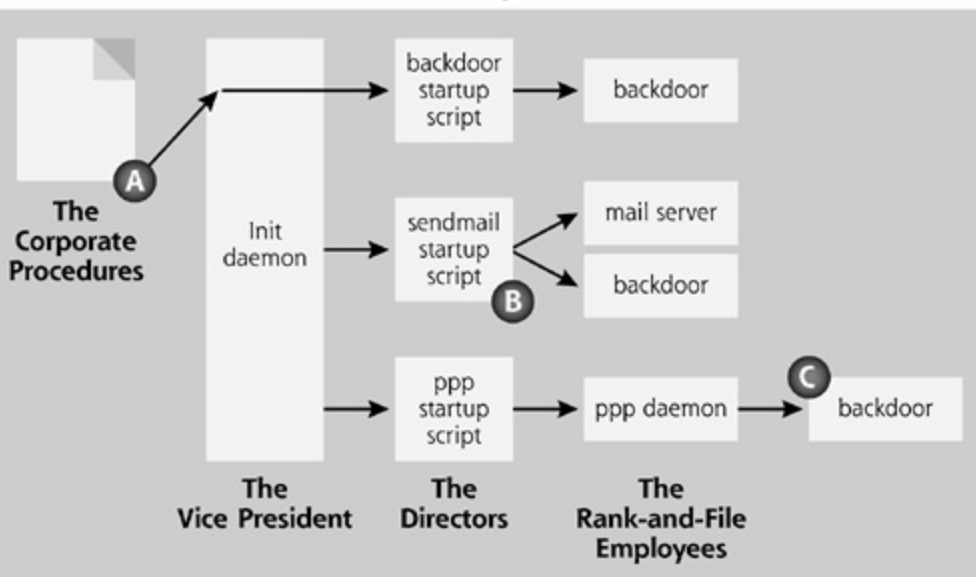 A
The
Corporate
Procedures
Init
daemon
The
Vice President
backdoor
startup
script
sendmail
startup
script
B
ppp
startup
script
The
Directors
backdoor
mail server
backdoor
ppp daemon
The
Rank-and-File
Employees
C
backdoor